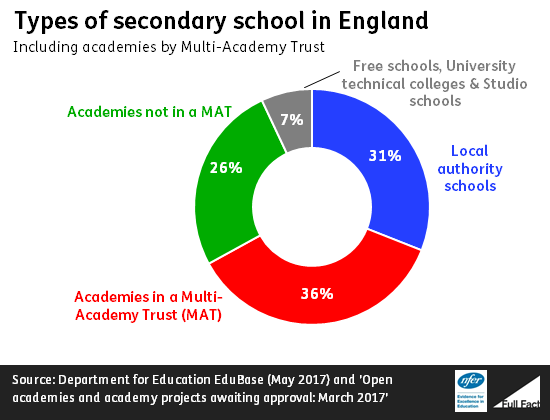 Types of secondary school in England
Including academies by Multi-Academy Trust
Free schools, University
technical colleges & Studio
schools
Academies not in a MAT
7%
31%
Local
authority
schools
26%
36%
Academies in a Multi-
Academy Trust (MAT)
Source: Department for Education EduBase (May 2017) and 'Open
academies and academy projects awaiting approval: March 2017'
nfer
Evidence for
Excellence in
Education
Full Fact